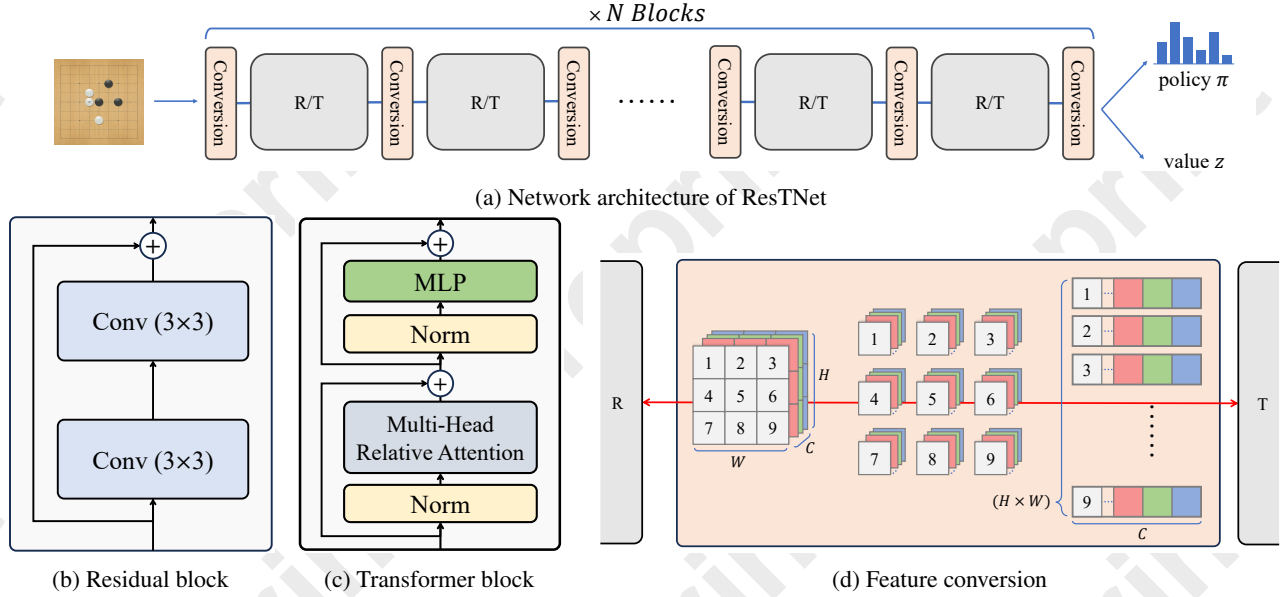 × N Blocks
Conversion
R/T
Conversion
R/T
Conversion
······
Conversion
R/T
Conversion
R/T
Conversion
policy π
value z
(a) Network architecture of ResTNet
+
Conv (3×3)
Conv (3×3)
(b) Residual block
+
MLP
Norm
+
Multi-Head
Relative Attention
Norm
(c) Transformer block
R
1 2 3
4 5 6
7 8 9
H
W
C
1 2 3
4 5 6
7 8 9
1 ...
2 ...
3 ...
······
9 ...
(H × W)
C
T
(d) Feature conversion